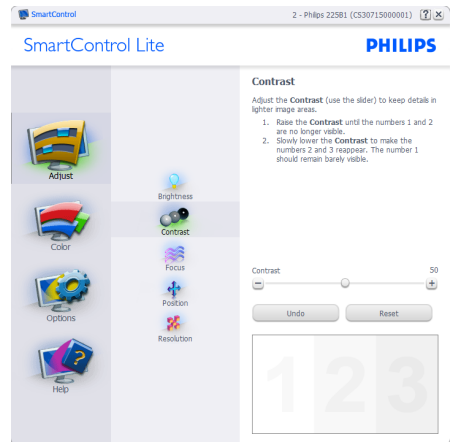 SmartControl
2 - Philips 225B1 (CS30715000001)
?
SmartControl Lite
PHILIPS
Adjust
Color
Options
Help
Brightness
Contrast
Focus
Position
Resolution
Contrast
Adjust the Contrast (use the slider) to keep details in
lighter image areas.
1. Raise the Contrast until the numbers 1 and 2
are no longer visible.
2. Slowly lower the Contrast to make the
numbers 2 and 3 reappear. The number 1
should remain barely visible.
Contrast 50
Undo Reset
1 2 3